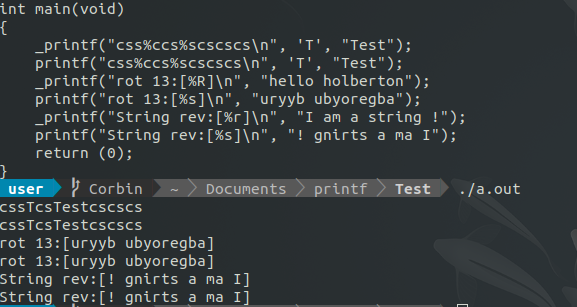 int main(void)
{
    _printf("css%ccs%scscscs\n", 'T', "Test");
    printf("css%ccs%scscscs\n", 'T', "Test");
    _printf("rot 13:[%R]\n", "hello holberton");
    printf("rot 13:[%s]\n", "uryyb ubyoregba");
    _printf("String rev:[%r]\n", "I am a string !");
    printf("String rev:[%s]\n", "! gnirts a ma I");
    return (0);
}
user Corbin ~ Documents printf Test ./a.out
cssTcsTestcscscs
cssTcsTestcscscs
rot 13:[uryyb ubyoregba]
rot 13:[uryyb ubyoregba]
String rev:[! gnirts a ma I]
String rev:[! gnirts a ma I]